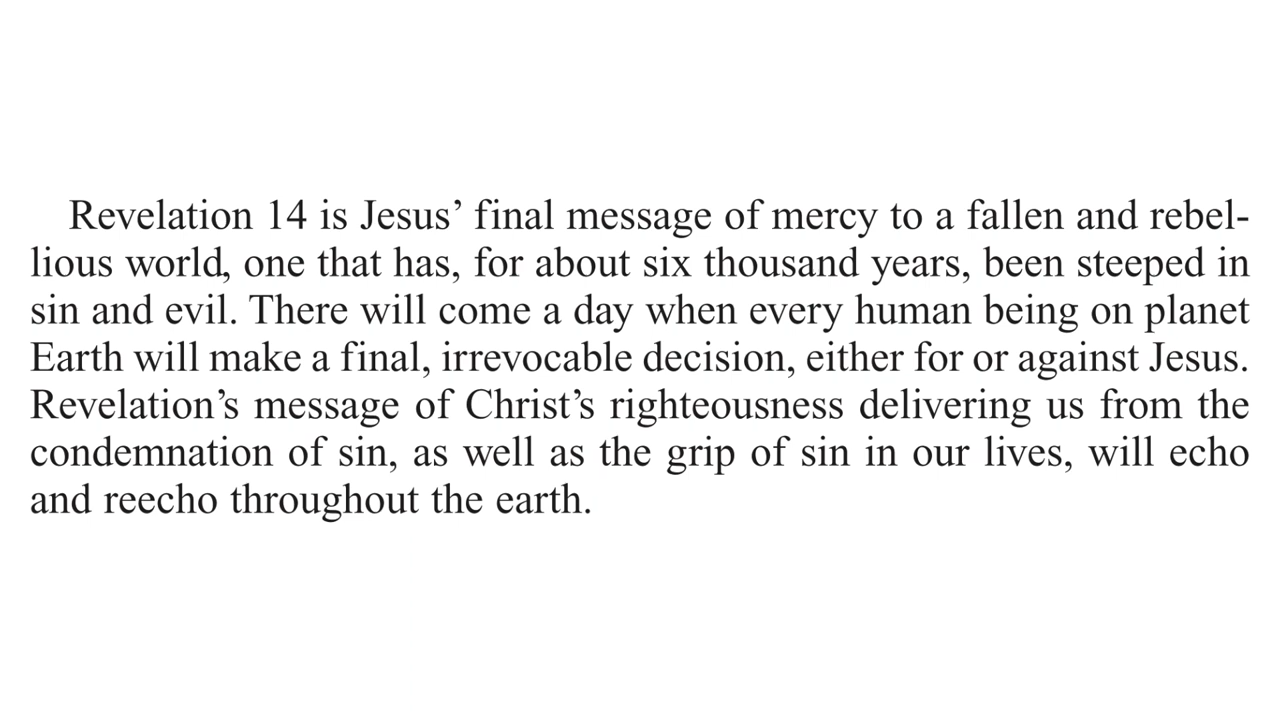 Revelation 14 is Jesus’ final message of mercy to a fallen and rebel-
lious world, one that has, for about six thousand years, been steeped in
sin and evil. There will come a day when every human being on planet
Earth will make a final, irrevocable decision, either for or against Jesus.
Revelation’s message of Christ’s righteousness delivering us from the
condemnation of sin, as well as the grip of sin in our lives, will echo
and reecho throughout the earth.